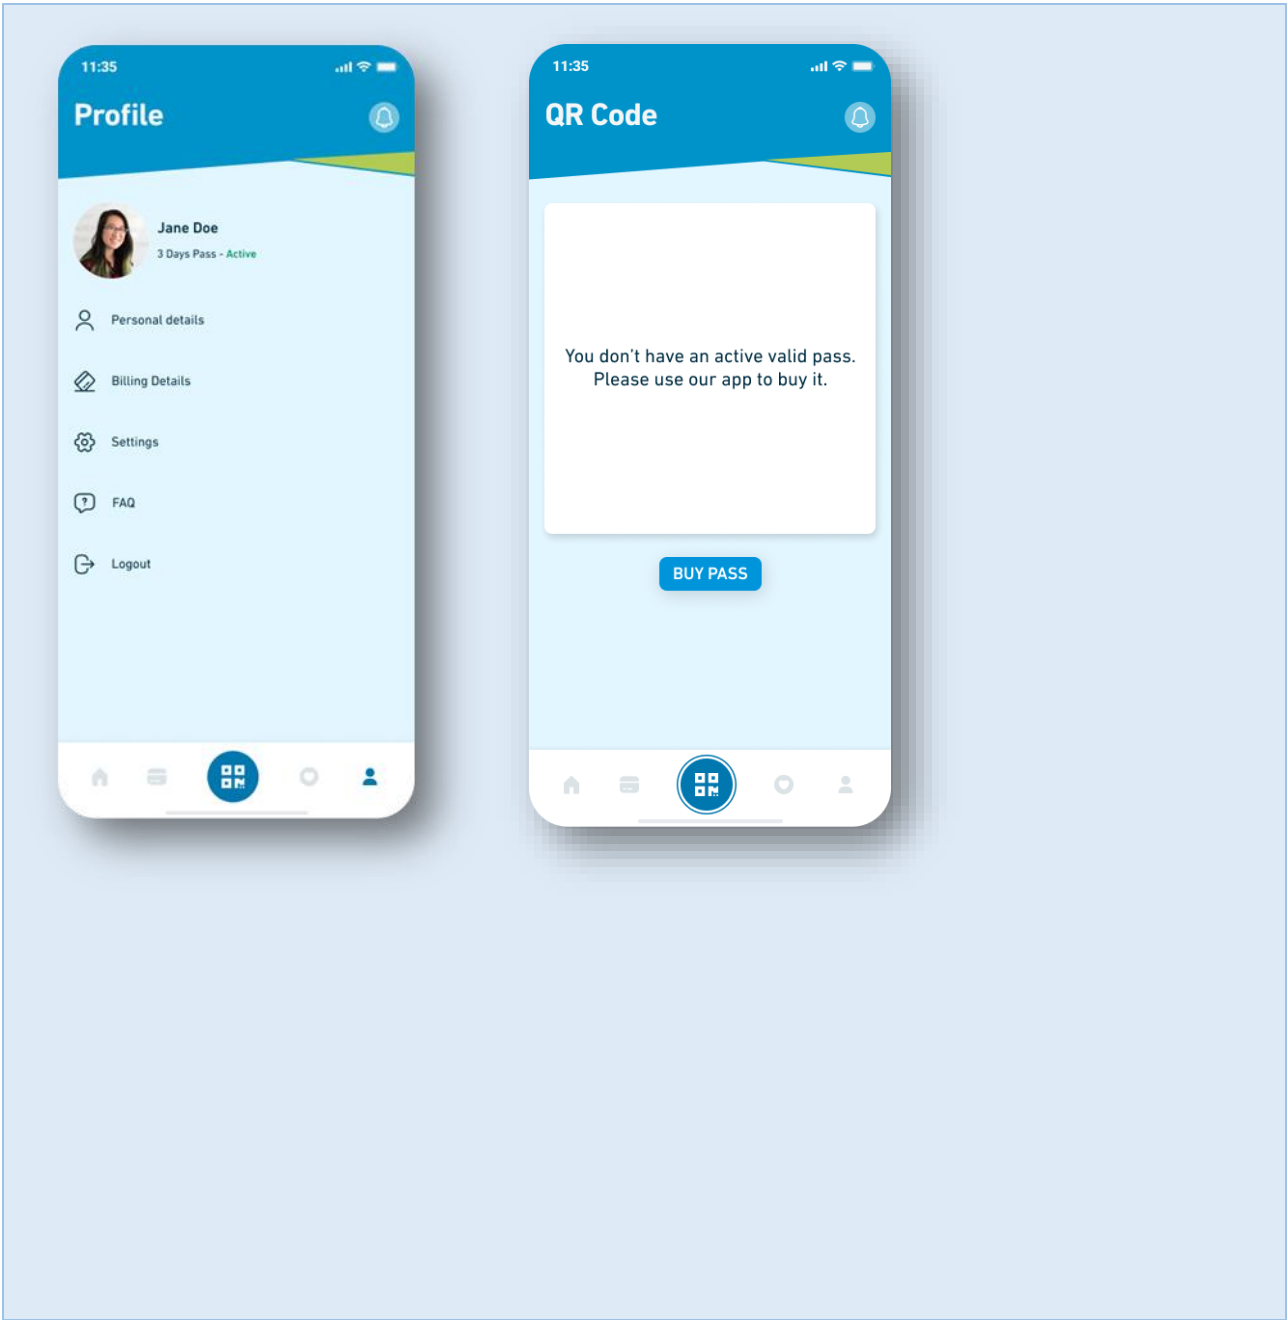 11:35
Profile
Jane Doe
3 Days Pass - Active
Personal details
Billing Details
Settings
FAQ
Logout
11:35
QR Code
You don't have an active valid pass.
Please use our app to buy it.
BUY PASS